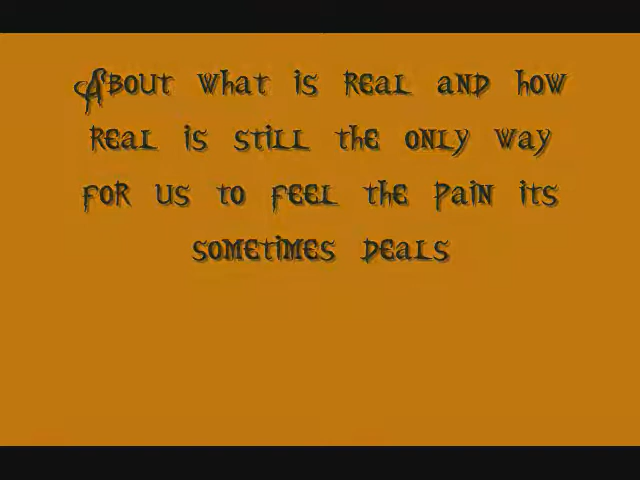 About what is real and how
real is still the only way
for us to feel the pain its
sometimes deals